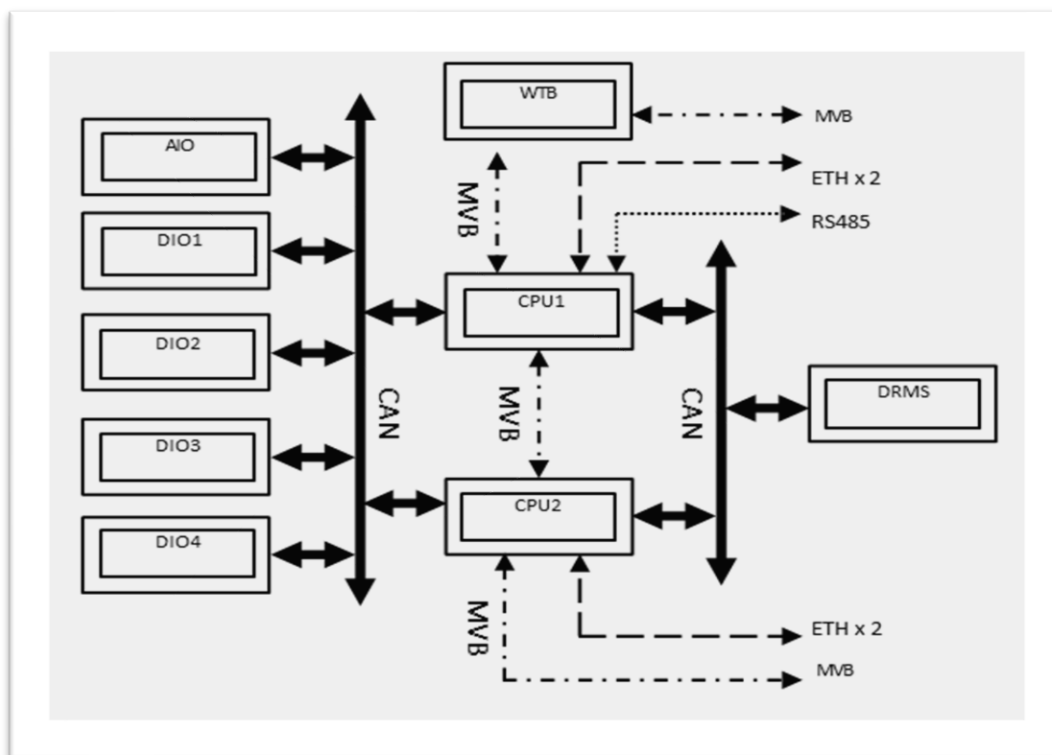 WTB
MVB
AIO
MVB
ETH x 2
RS485
DIO1
CPU1
DIO2
CAN
MVB
CAN
DRMS
DIO3
CPU2
DIO4
MVB
ETH x 2
MVB